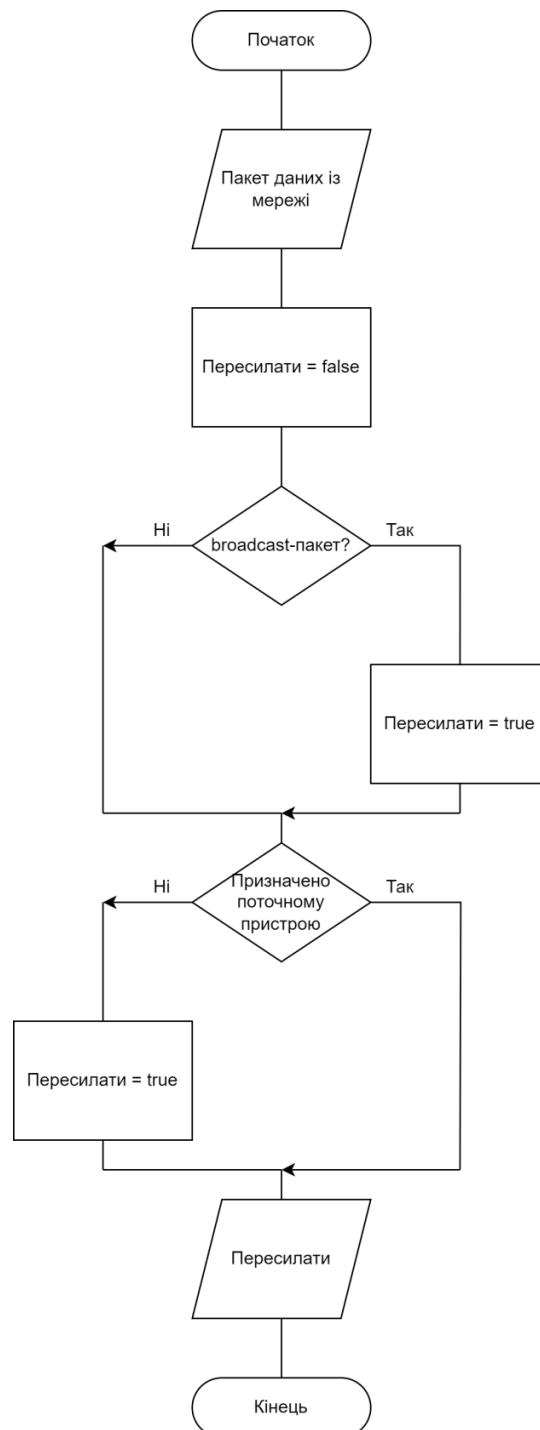 Початок
Пакет даних із
мережі
Пересилати = false
Ні
broadcast-пакет?
Так
Пересилати = true
Ні
Призначено
поточному
пристрою
Так
Пересилати = true
Пересилати
Кінець